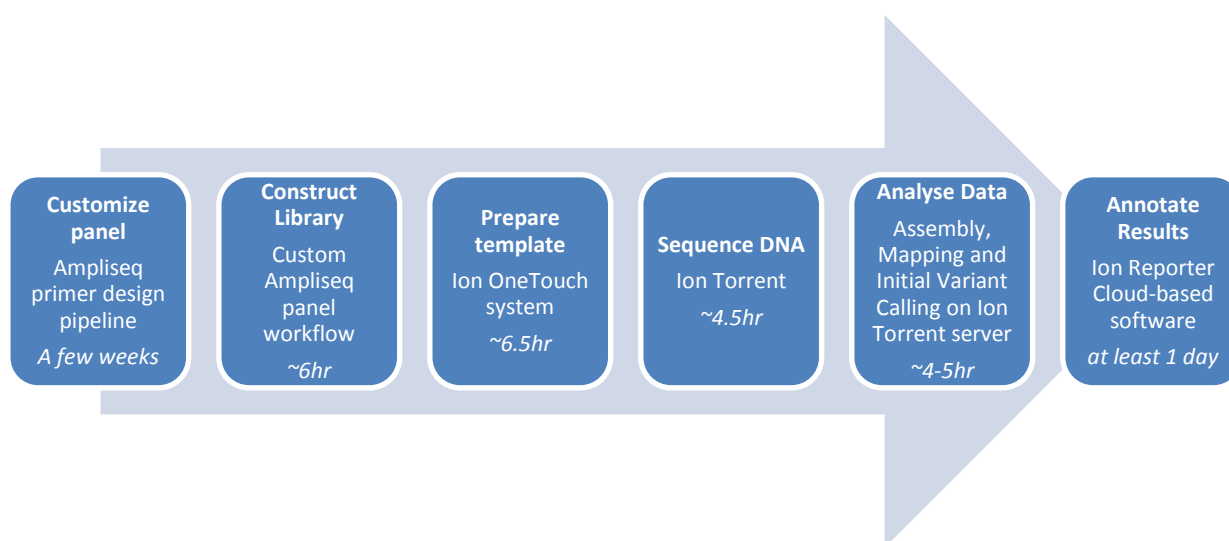 Customize
panel
Ampliseq
primer design
pipeline
A few weeks
Construct
Library
Custom
Ampliseq
panel
workflow
~6hr
Prepare
template
Ion OneTouch
system
~6.5hr
Sequence DNA
Ion Torrent
~4.5hr
Analyse Data
Assembly,
Mapping and
Initial Variant
Calling on Ion
Torrent server
~4-5hr
Annotate
Results
Ion Reporter
Cloud-based
software
at least 1 day